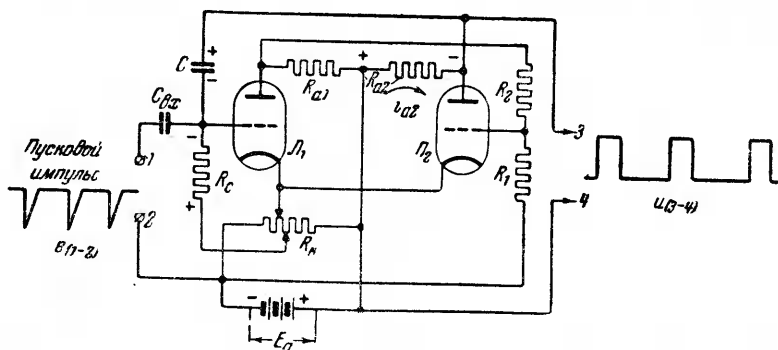 C
+
-
Cвх
-
Пусковой
импульс
1
2
в(1-2)
Rc
+
Л₁
Ra1
+
Ra2
-
ia2
Л₂
R₂
R₁
Rк
-
+
Ea
3
4
u(3-4)